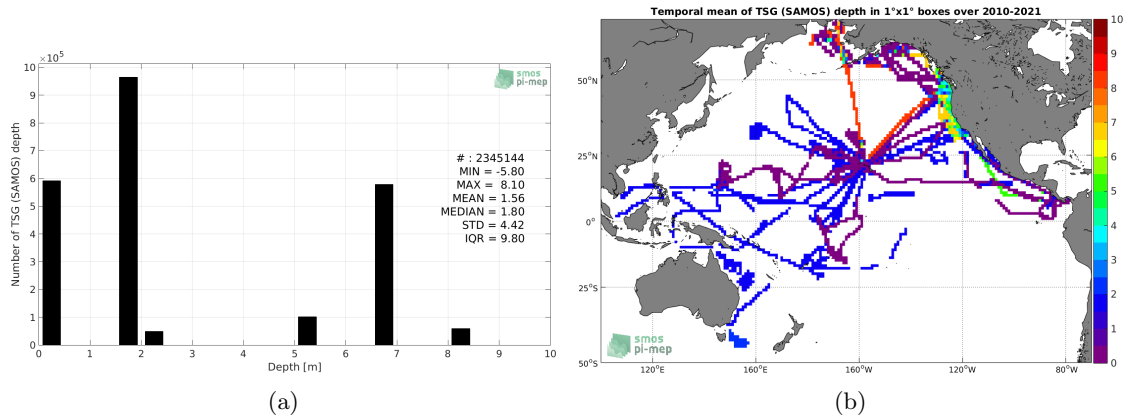 ×10⁵
10
9
8
7
6
5
4
3
2
1
0
Number of TSG (SAMOS) depth
0 1 2 3 4 5 6 7 8 9 10
Depth [m]
smos
pi-mep
# : 2345144
MIN = -5.80
MAX = 8.10
MEAN = 1.56
MEDIAN = 1.80
STD = 4.42
IQR = 9.80
(a)
Temporal mean of TSG (SAMOS) depth in 1°x1° boxes over 2010-2021
50°N
25°N
0°
25°S
50°S
120°E 160°E 160°W 120°W 80°W
smos
pi-mep
10
9
8
7
6
5
4
3
2
1
0
(b)